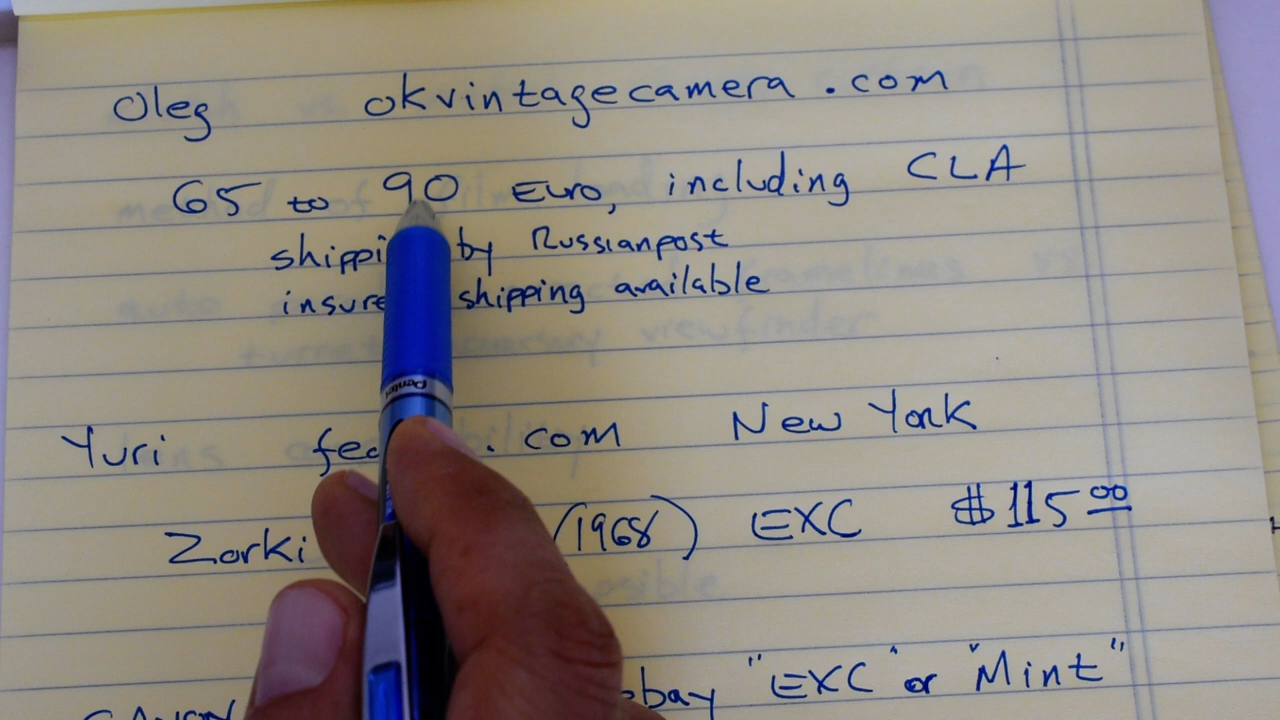 Oleg okvintagecamera.com
65 to 90 Euro, including CLA
by Russianpost
shipping available
Yuri .com New York
Zorki (1968) EXC $115.00
ebay "EXC" or "Mint"
Pentel